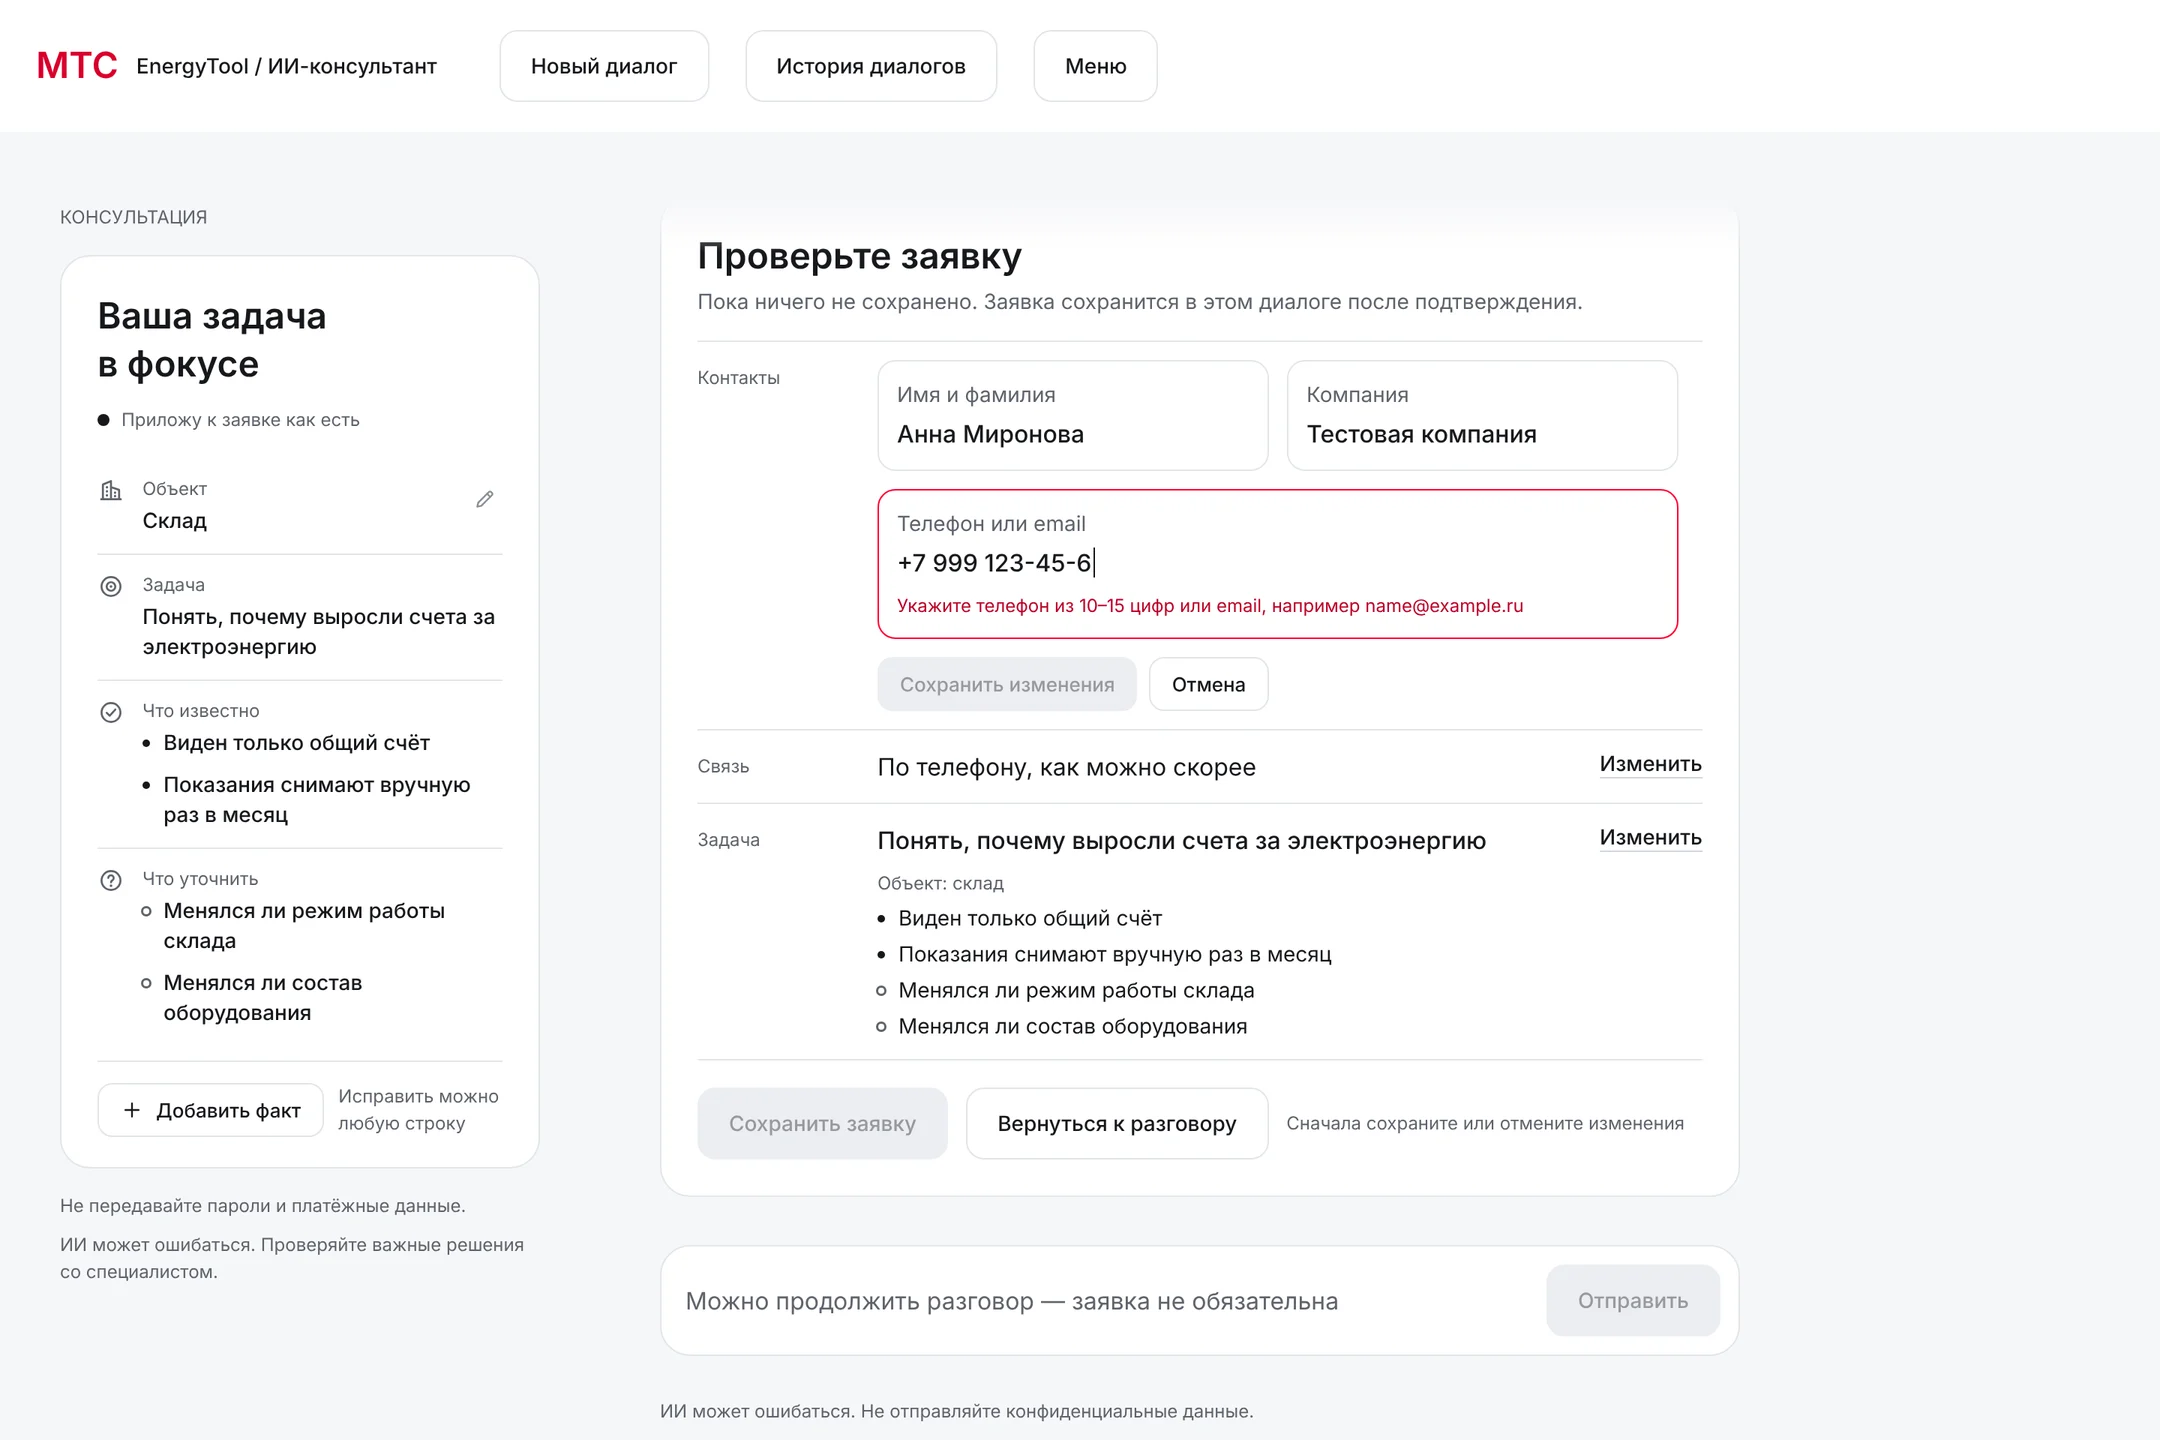 МТС EnergyTool / ИИ-консультант
Новый диалог
История диалогов
Меню
КОНСУЛЬТАЦИЯ
Ваша задача
в фокусе
Приложу к заявке как есть
Объект
Склад
Задача
Понять, почему выросли счета за
электроэнергию
Что известно
Виден только общий счёт
Показания снимают вручную
раз в месяц
Что уточнить
Менялся ли режим работы
склада
Менялся ли состав
оборудования
+ Добавить факт
Исправить можно
любую строку
Не передавайте пароли и платёжные данные.
ИИ может ошибаться. Проверяйте важные решения
со специалистом.
Проверьте заявку
Пока ничего не сохранено. Заявка сохранится в этом диалоге после подтверждения.
Контакты
Имя и фамилия
Анна Миронова
Компания
Тестовая компания
Телефон или email
+7 999 123-45-6
Укажите телефон из 10–15 цифр или email, например name@example.ru
Сохранить изменения
Отмена
Связь
По телефону, как можно скорее
Изменить
Задача
Понять, почему выросли счета за электроэнергию
Изменить
Объект: склад
Виден только общий счёт
Показания снимают вручную раз в месяц
Менялся ли режим работы склада
Менялся ли состав оборудования
Сохранить заявку
Вернуться к разговору
Сначала сохраните или отмените изменения
Можно продолжить разговор — заявка не обязательна
Отправить
ИИ может ошибаться. Не отправляйте конфиденциальные данные.